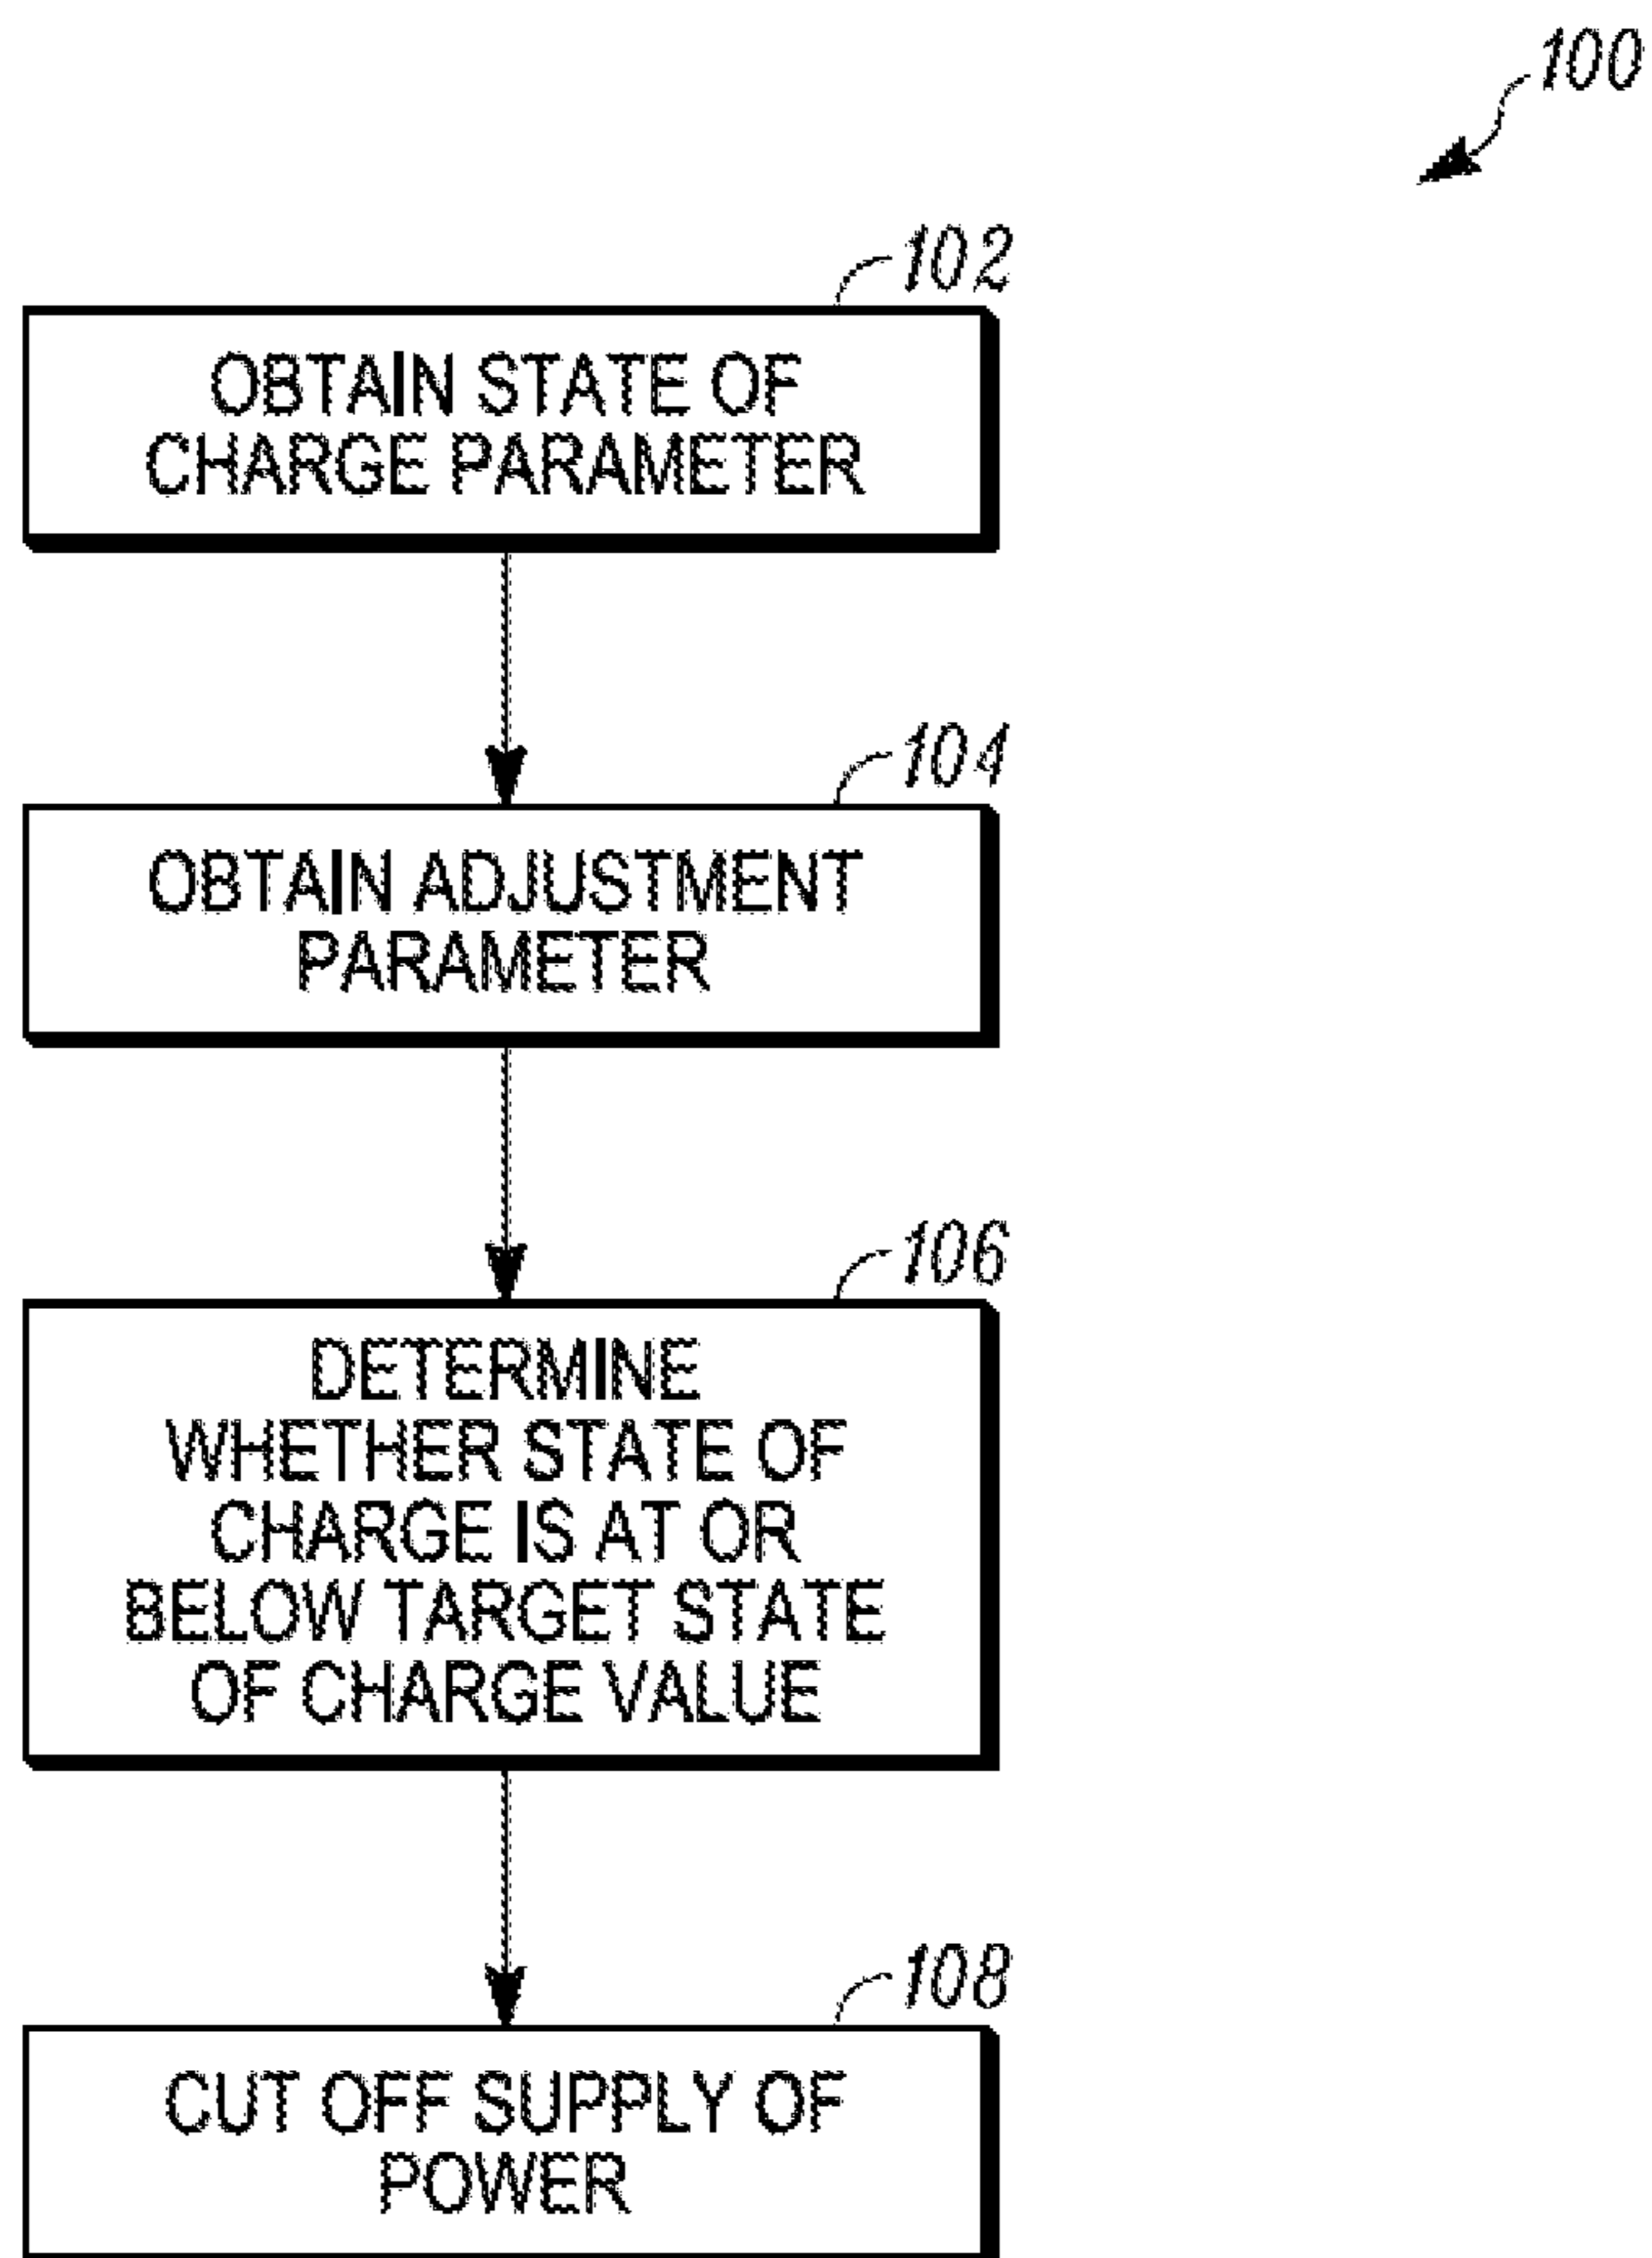 100
102
OBTAIN STATE OF
CHARGE PARAMETER
104
OBTAIN ADJUSTMENT
PARAMETER
106
DETERMINE
WHETHER STATE OF
CHARGE IS AT OR
BELOW TARGET STATE
OF CHARGE VALUE
108
CUT OFF SUPPLY OF
POWER